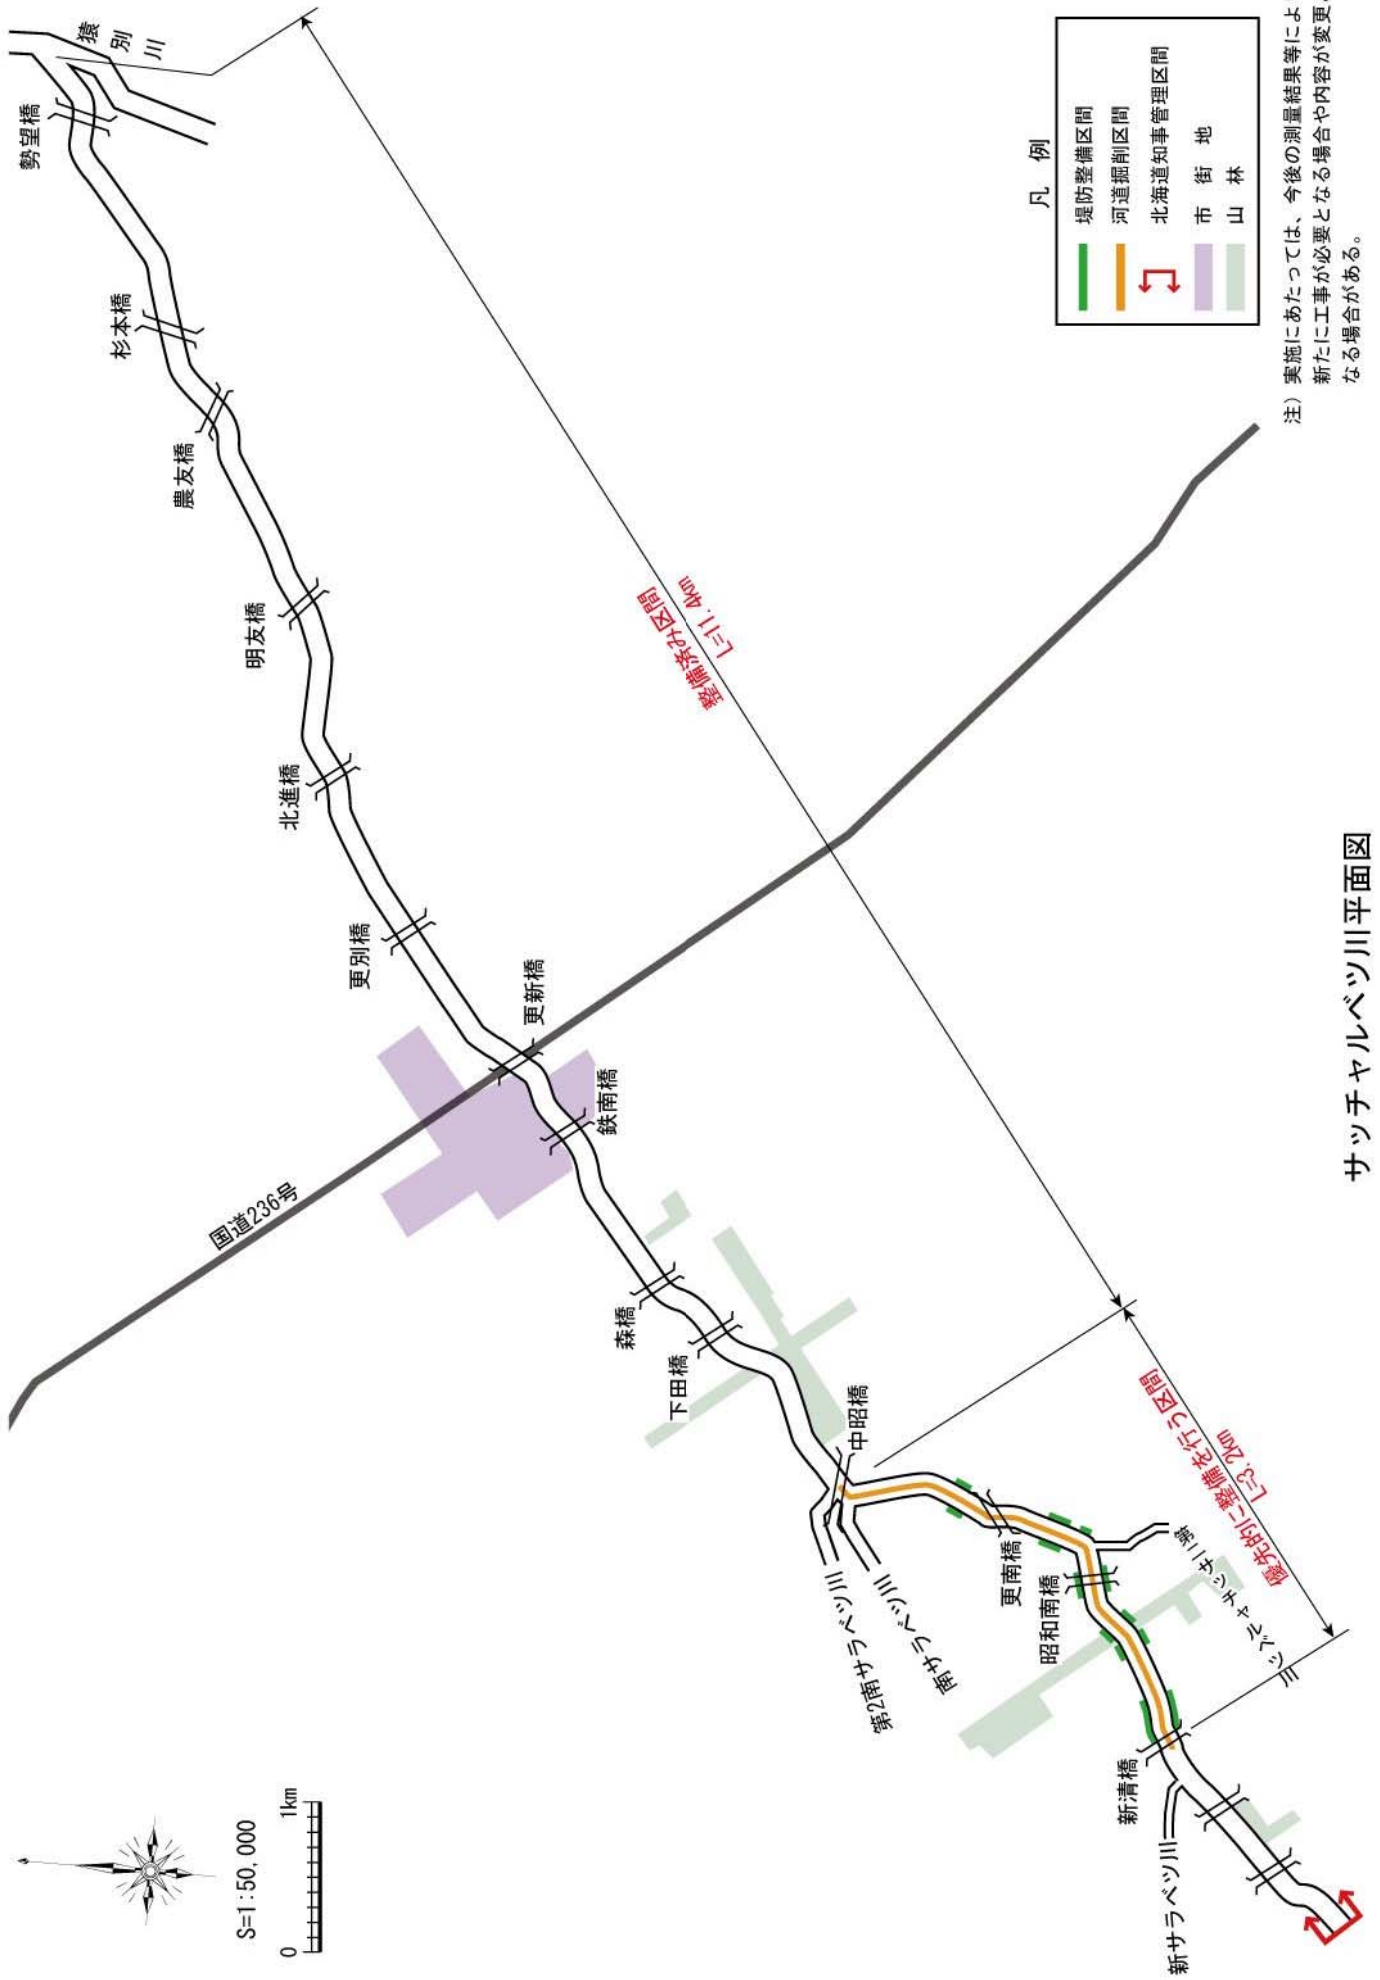 S=1:50,000
0
1km
国道236号
勢望橋
猿別川
杉本橋
農友橋
明友橋
北進橋
更別橋
更新橋
鉄南橋
森橋
下田橋
中昭橋
第2南サラベツ川
南サラベツ川
更南橋
昭和南橋
第二サッチャルベツ川
新清橋
新サラベツ川
整備済み区間
L=11.4km
優先的に整備を行う区間
L=3.2km
凡 例
堤防整備区間
河道掘削区間
北海道知事管理区間
市 街 地
山 林
注) 実施にあたっては、今後の測量結果等によ
新たに工事が必要となる場合や内容が変更
なる場合がある。
サッチャルベツ川平面図